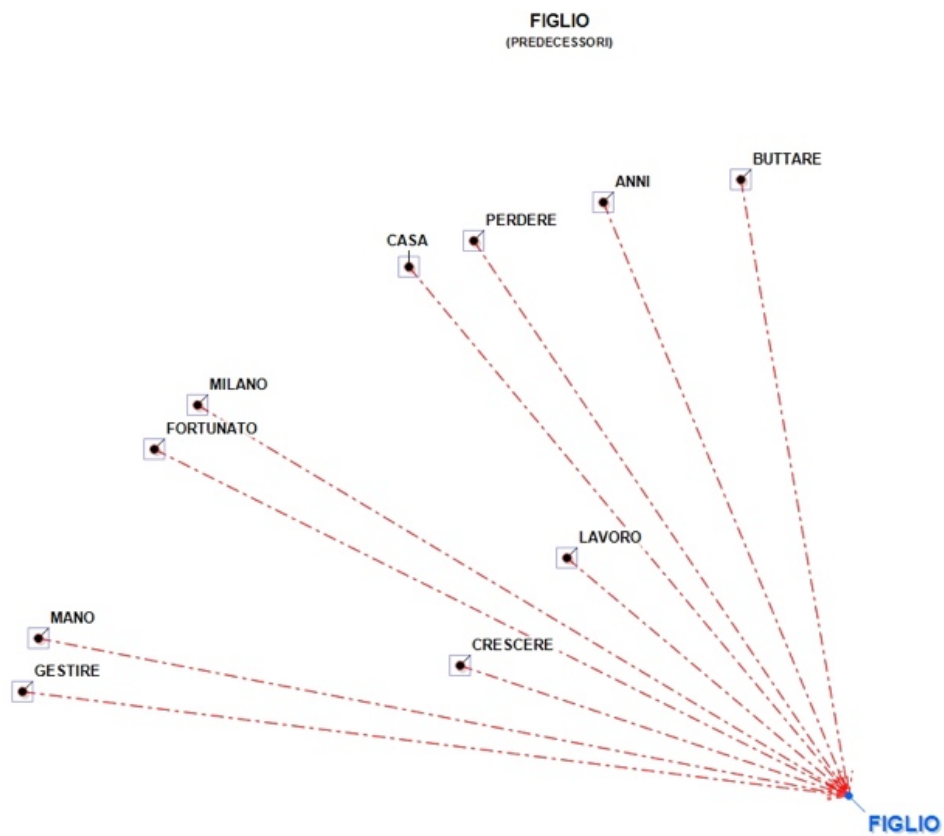 FIGLIO
(PREDECESSORI)
BUTTARE
ANNI
PERDERE
CASA
MILANO
FORTUNATO
LAVORO
MANO
CRESCERE
GESTIRE
FIGLIO